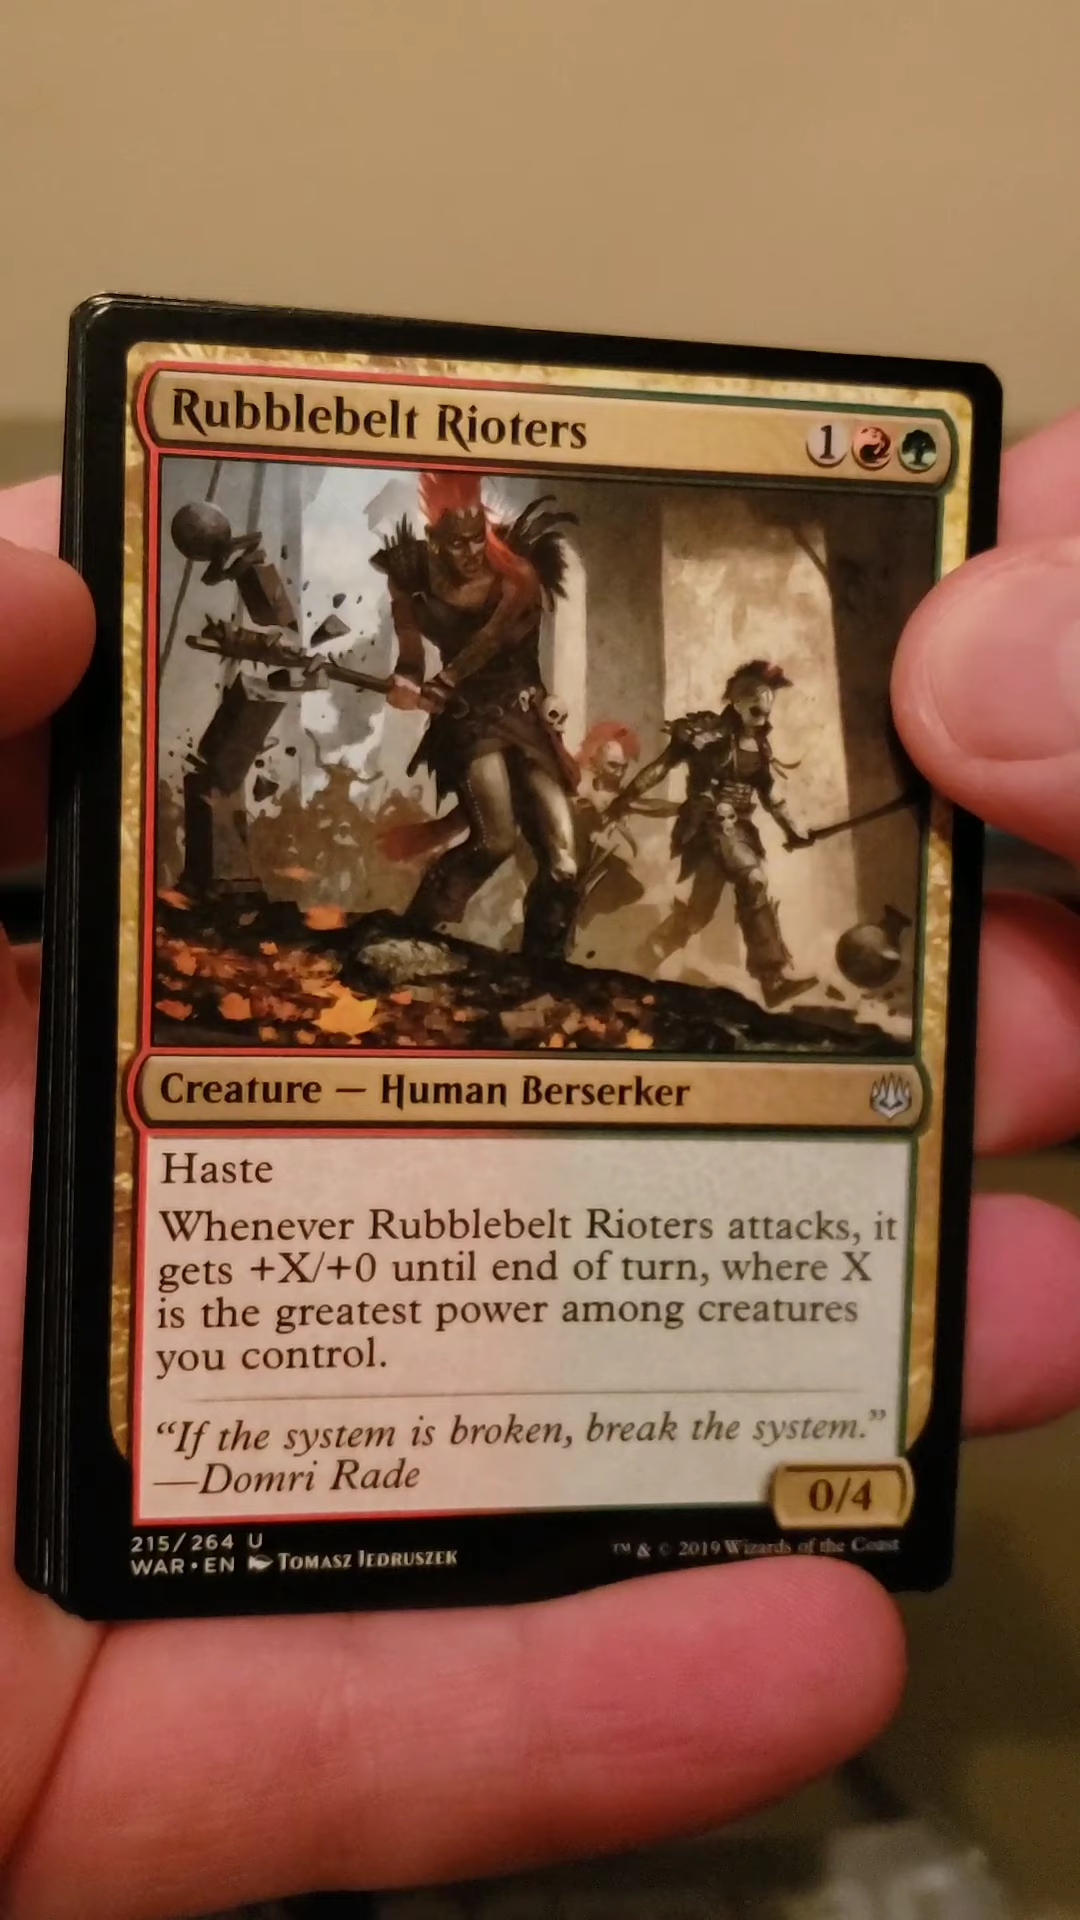 Rubblebelt Rioters 1
Creature — Human Berserker
Haste
Whenever Rubblebelt Rioters attacks, it
gets +X/+0 until end of turn, where X
is the greatest power among creatures
you control.
“If the system is broken, break the system.”
—Domri Rade
0/4
215/264 U
WAR • EN Tomasz Jedruszek
™ & © 2019 Wizards of the Coast